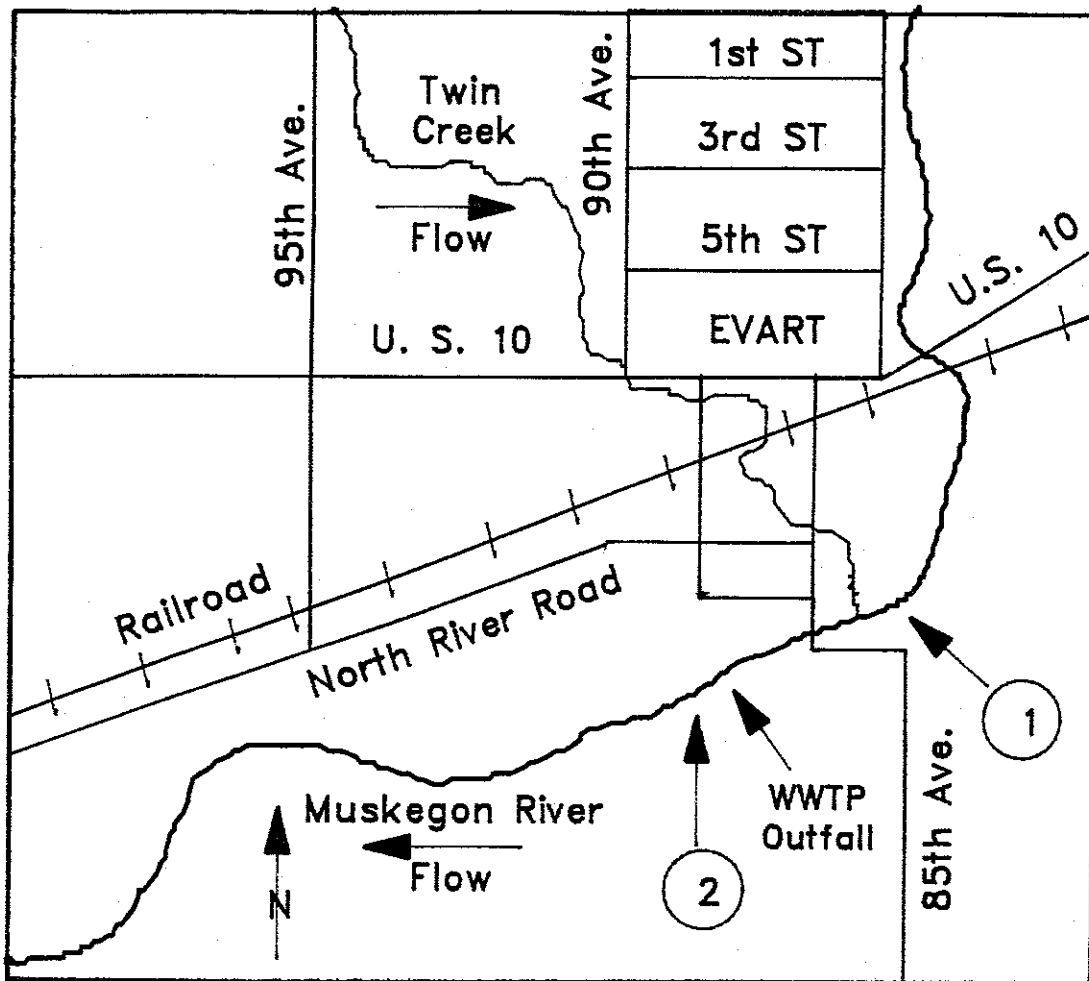 1st ST
Twin
Creek
95th Ave.
90th Ave.
3rd ST
Flow
5th ST
U.S. 10
U. S. 10
EVART
Railroad
North River Road
1
Muskegon River
WWTP
Outfall
Flow
N
2
85th Ave.